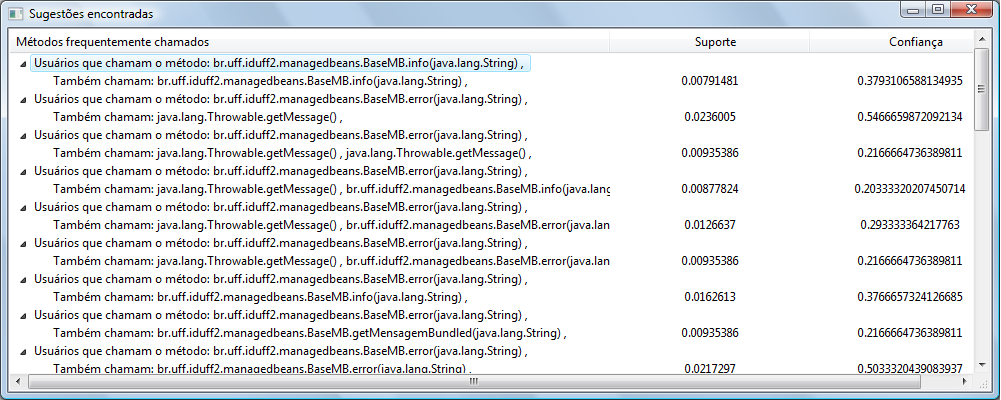 Sugestões encontradas
Métodos frequentemente chamados Suporte Confiança
Usuários que chamam o método: br.uff.iduff2.managedbeans.BaseMB.info(java.lang.String) ,
Também chamam: br.uff.iduff2.managedbeans.BaseMB.info(java.lang.String) , 0.00791481 0.3793106588134935
Usuários que chamam o método: br.uff.iduff2.managedbeans.BaseMB.error(java.lang.String) ,
Também chamam: java.lang.Throwable.getMessage() , 0.0236005 0.5466659872092134
Usuários que chamam o método: br.uff.iduff2.managedbeans.BaseMB.error(java.lang.String) ,
Também chamam: java.lang.Throwable.getMessage() , java.lang.Throwable.getMessage() , 0.00935386 0.2166664736389811
Usuários que chamam o método: br.uff.iduff2.managedbeans.BaseMB.error(java.lang.String) ,
Também chamam: java.lang.Throwable.getMessage() , br.uff.iduff2.managedbeans.BaseMB.info(java.lang 0.00877824 0.20333320207450714
Usuários que chamam o método: br.uff.iduff2.managedbeans.BaseMB.error(java.lang.String) ,
Também chamam: java.lang.Throwable.getMessage() , br.uff.iduff2.managedbeans.BaseMB.error(java.lan 0.0126637 0.293333364217763
Usuários que chamam o método: br.uff.iduff2.managedbeans.BaseMB.error(java.lang.String) ,
Também chamam: java.lang.Throwable.getMessage() , br.uff.iduff2.managedbeans.BaseMB.error(java.lan 0.00935386 0.2166664736389811
Usuários que chamam o método: br.uff.iduff2.managedbeans.BaseMB.error(java.lang.String) ,
Também chamam: br.uff.iduff2.managedbeans.BaseMB.info(java.lang.String) , 0.0162613 0.3766657324126685
Usuários que chamam o método: br.uff.iduff2.managedbeans.BaseMB.error(java.lang.String) ,
Também chamam: br.uff.iduff2.managedbeans.BaseMB.getMensagemBundled(java.lang.String) , 0.00935386 0.2166664736389811
Usuários que chamam o método: br.uff.iduff2.managedbeans.BaseMB.error(java.lang.String) ,
Também chamam: br.uff.iduff2.managedbeans.BaseMB.error(java.lang.String) , 0.0217297 0.5033320439083937